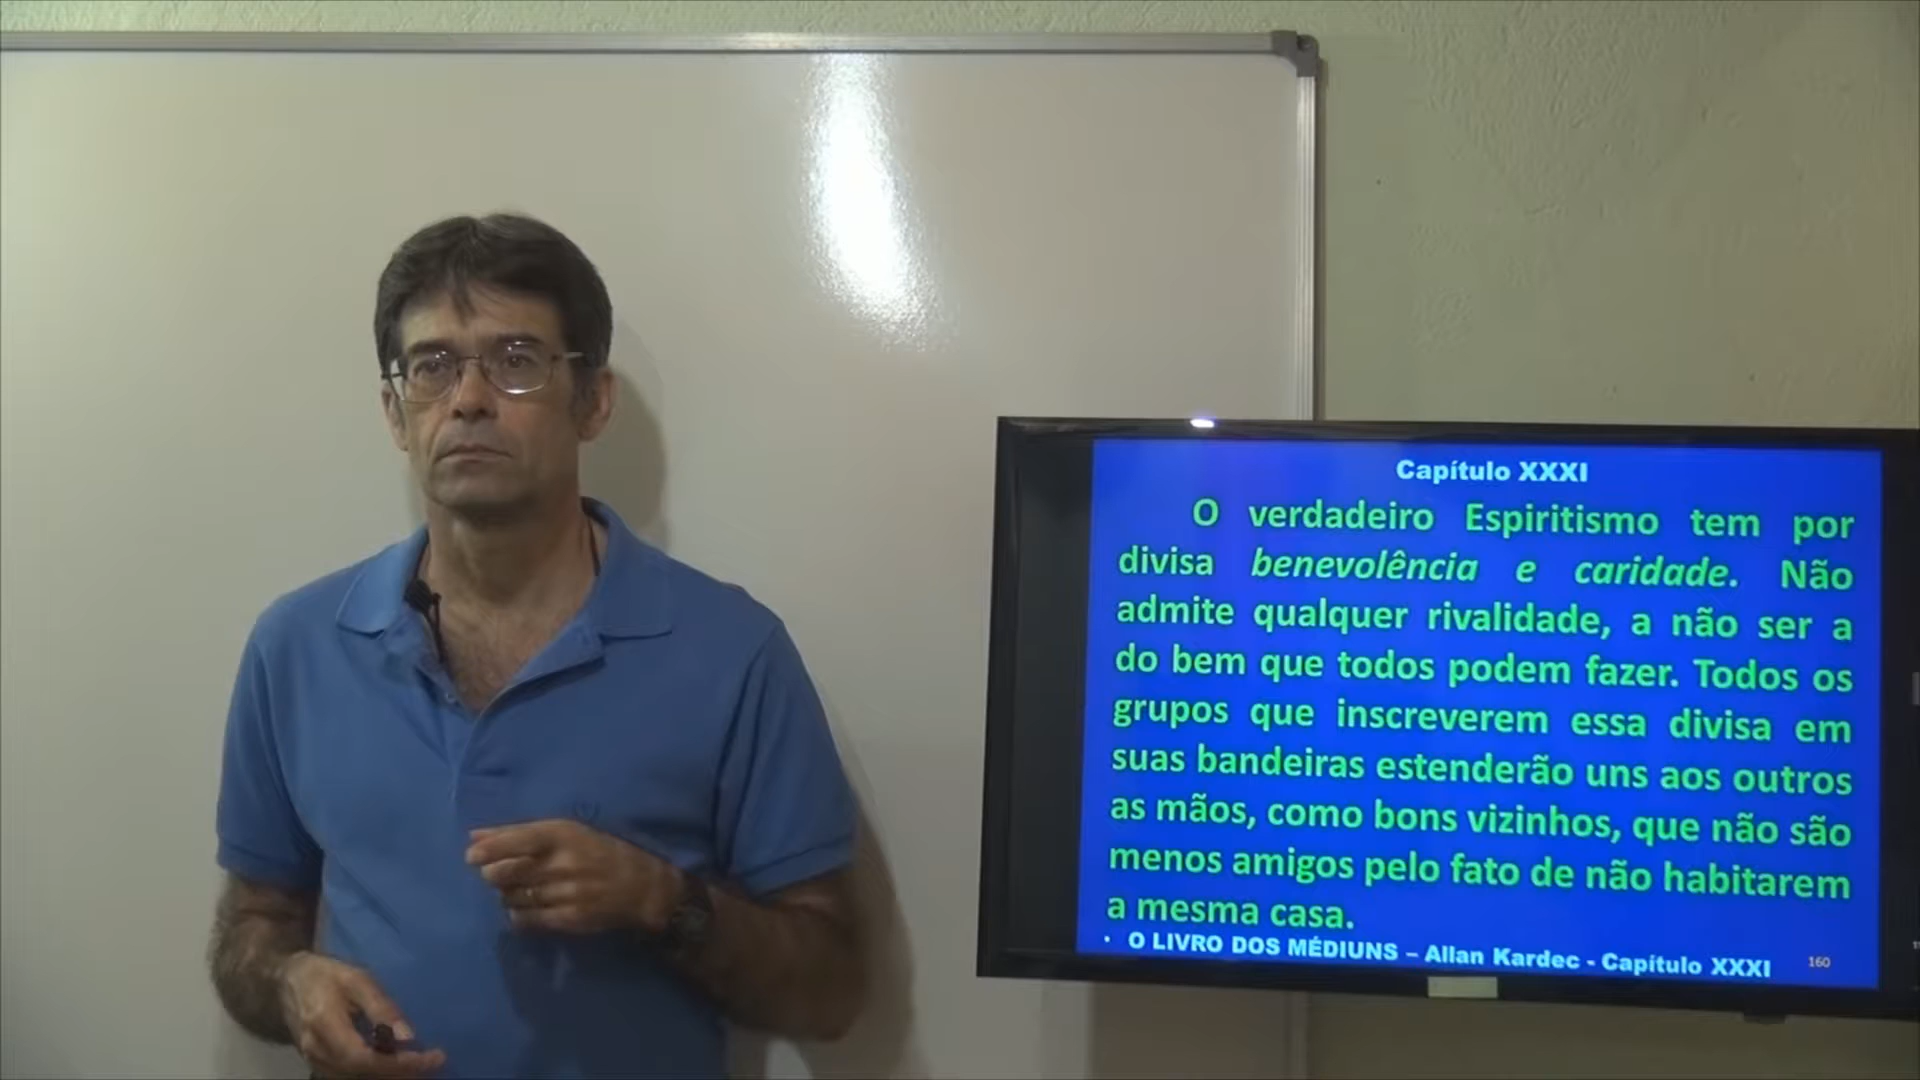 Capítulo XXXI
O verdadeiro Espiritismo tem por
divisa benevolência e caridade. Não
admite qualquer rivalidade, a não ser a
do bem que todos podem fazer. Todos os
grupos que inscreverem essa divisa em
suas bandeiras estenderão uns aos outros
as mãos, como bons vizinhos, que não são
menos amigos pelo fato de não habitarem
a mesma casa.
• O LIVRO DOS MÉDIUNS – Allan Kardec - Capítulo XXXI
160